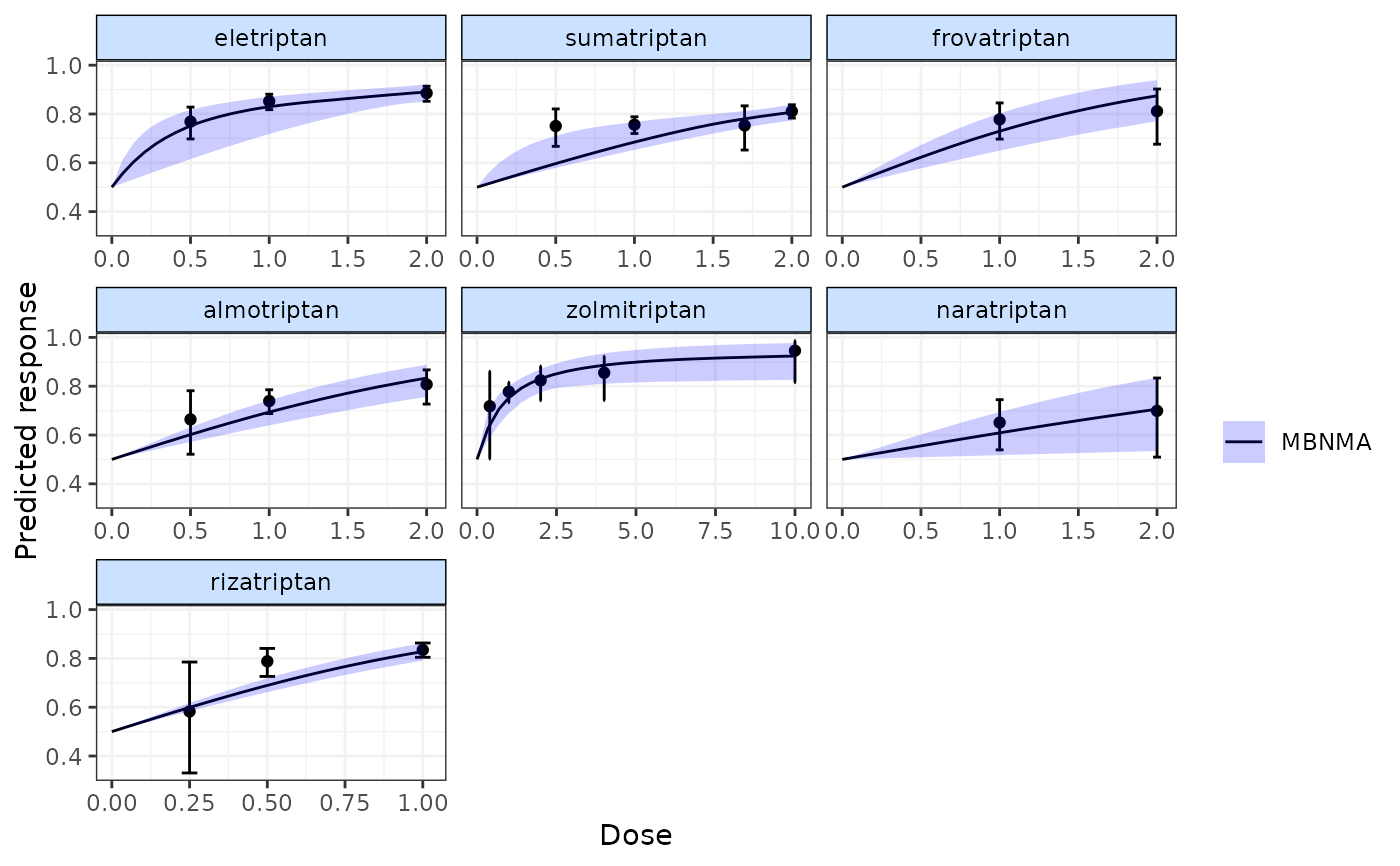 eletriptan sumatriptan frovatriptan
1.0
0.8
0.6
0.4
0.0 0.5 1.0 1.5 2.0 0.0 0.5 1.0 1.5 2.0 0.0 0.5 1.0 1.5 2.0
almotriptan zolmitriptan naratriptan
1.0
0.8
0.6
0.4
0.0 0.5 1.0 1.5 2.0 0.0 2.5 5.0 7.5 10.0 0.0 0.5 1.0 1.5 2.0
rizatriptan
1.0
0.8
0.6
0.4
0.00 0.25 0.50 0.75 1.00
Predicted response
Dose
MBNMA